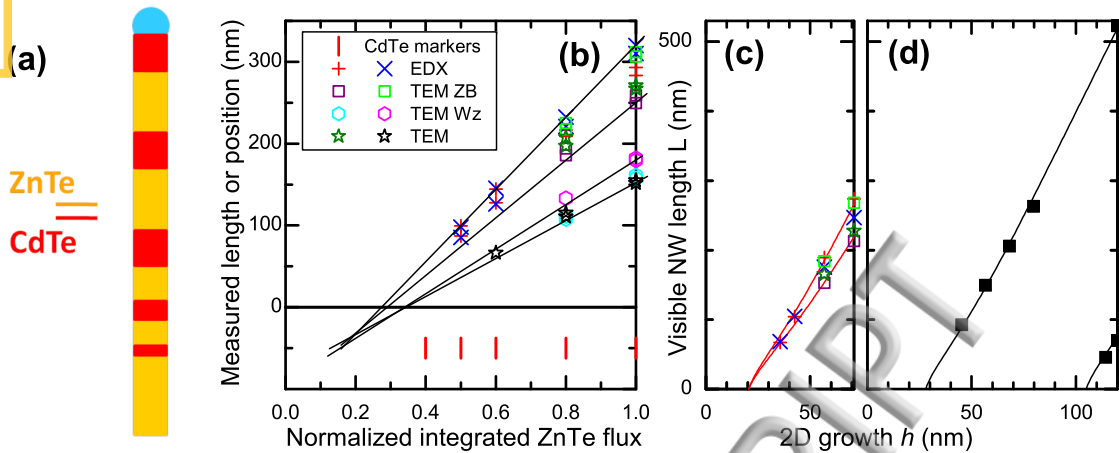 (a)
ZnTe
CdTe
(b)
CdTe markers
EDX
TEM ZB
TEM Wz
TEM
Measured length or position (nm)
300
200
100
0
0.0 0.2 0.4 0.6 0.8 1.0
Normalized integrated ZnTe flux
(c)
(d)
Visible NW length L (nm)
500
0
0 50 0 50 100
2D growth h (nm)
RIPT